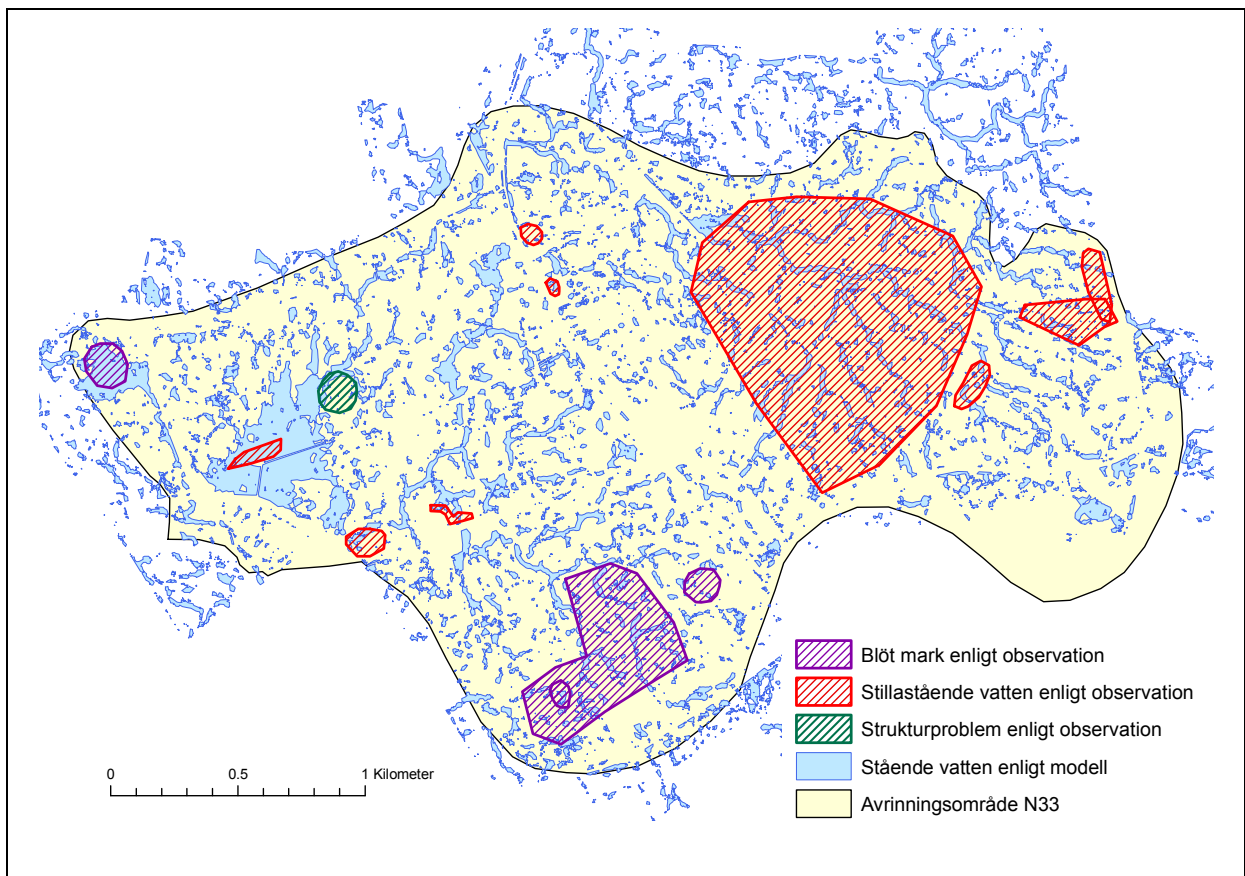 Blöt mark enligt observation
Stillastående vatten enligt observation
Strukturproblem enligt observation
Stående vatten enligt modell
Avrinningsområde N33
0 0.5 1 Kilometer